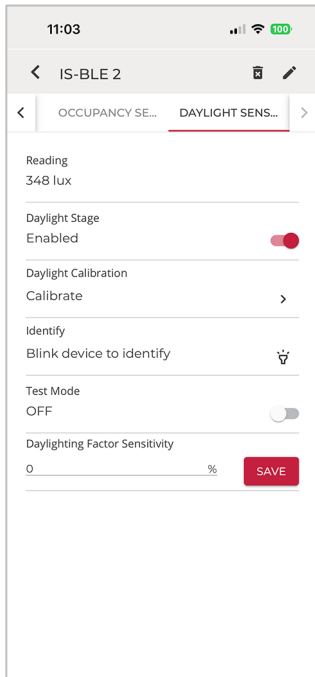 11:03
100
IS-BLE 2
OCCUPANCY SE... DAYLIGHT SENS...
Reading
348 lux
Daylight Stage
Enabled
Daylight Calibration
Calibrate
Identify
Blink device to identify
Test Mode
OFF
Daylighting Factor Sensitivity
0 %
SAVE